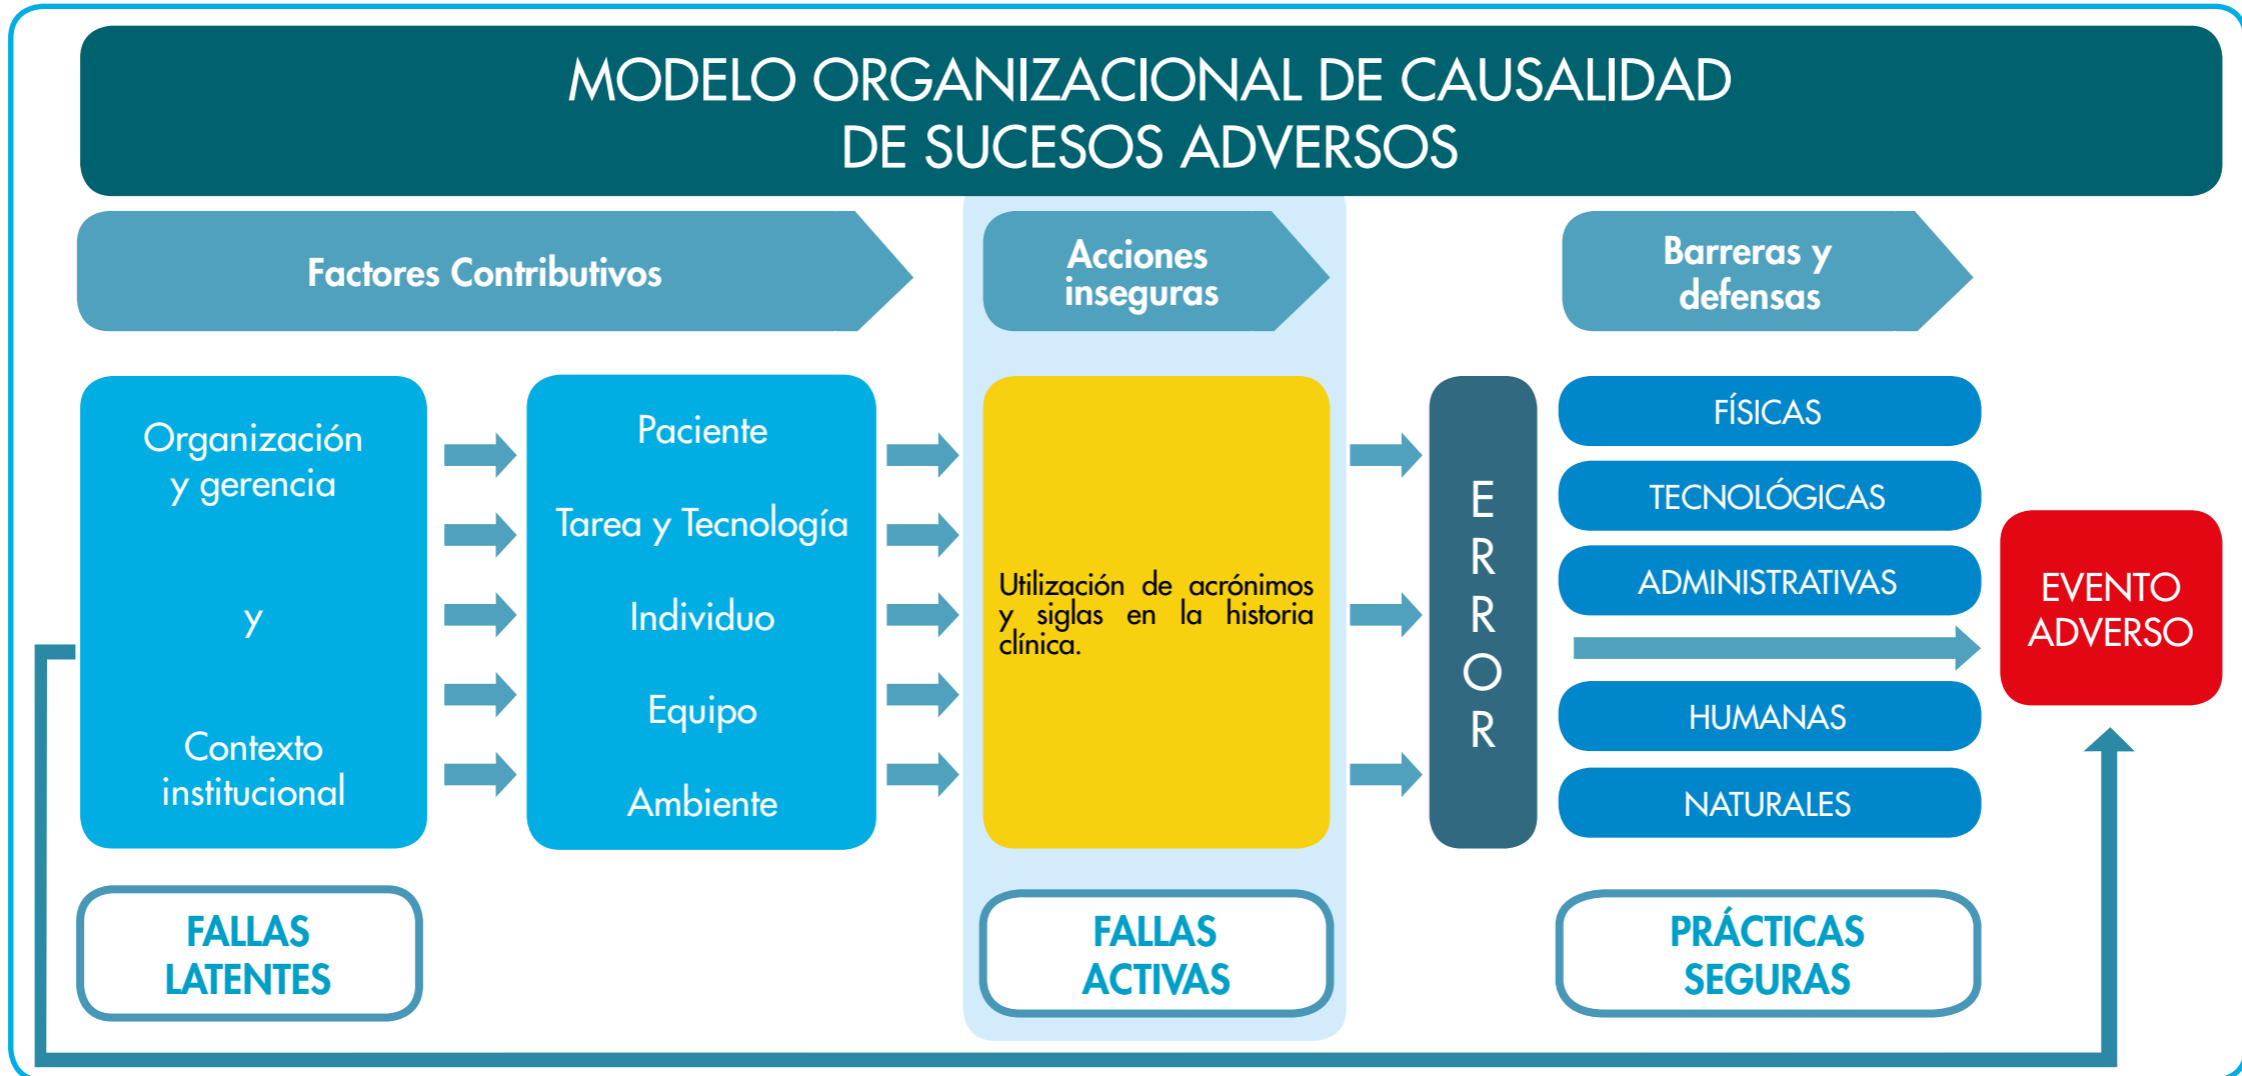 MODELO ORGANIZACIONAL DE CAUSALIDAD
DE SUCESOS ADVERSOS
Factores Contributivos
Acciones
inseguras
Barreras y
defensas
Organización
y gerencia
y
Contexto
institucional
Paciente
Tarea y Tecnología
Individuo
Equipo
Ambiente
Utilización de acrónimos
y siglas en la historia
clínica.
E
R
R
O
R
FÍSICAS
TECNOLÓGICAS
ADMINISTRATIVAS
HUMANAS
NATURALES
EVENTO
ADVERSO
FALLAS
LATENTES
FALLAS
ACTIVAS
PRÁCTICAS
SEGURAS